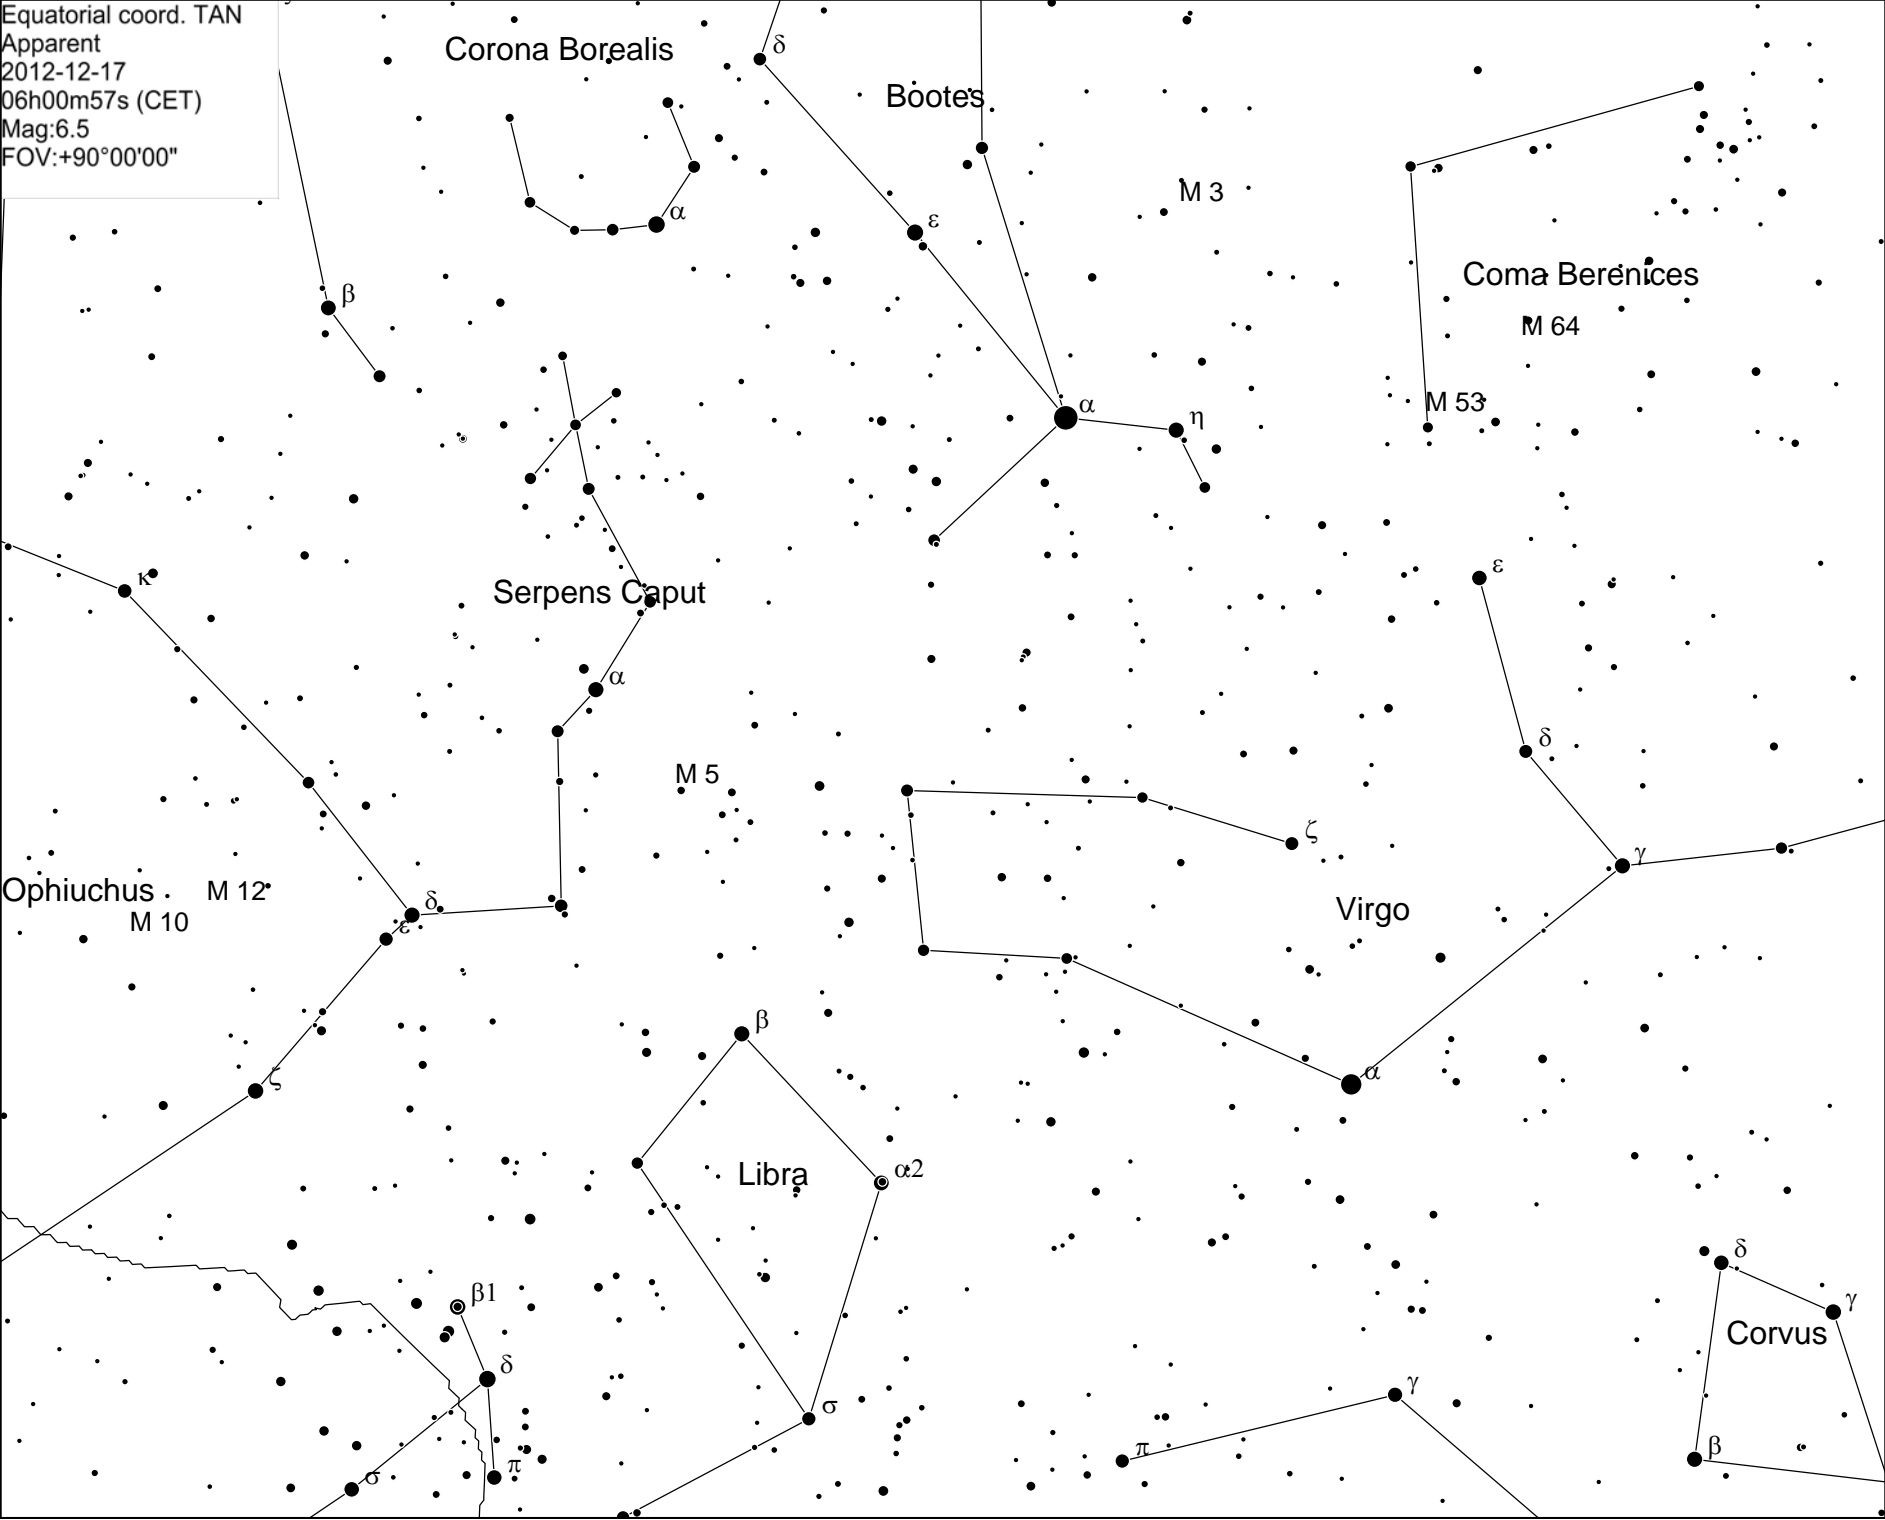 Equatorial coord. TAN
Apparent
2012-12-17
06h00m57s (CET)
Mag:6.5
FOV:+90°00'00"
Corona Borealis
δ
Bootes
M 3
α
ε
Coma Berenices
β
M 64
M 53
α
η
ε
κ
Serpens Caput
α
δ
M 5
ζ
γ
Ophiuchus
M 12
M 10
δ
ε
Virgo
β
ζ
α
Libra
α2
δ
β1
γ
Corvus
δ
γ
σ
π
β
σ
π